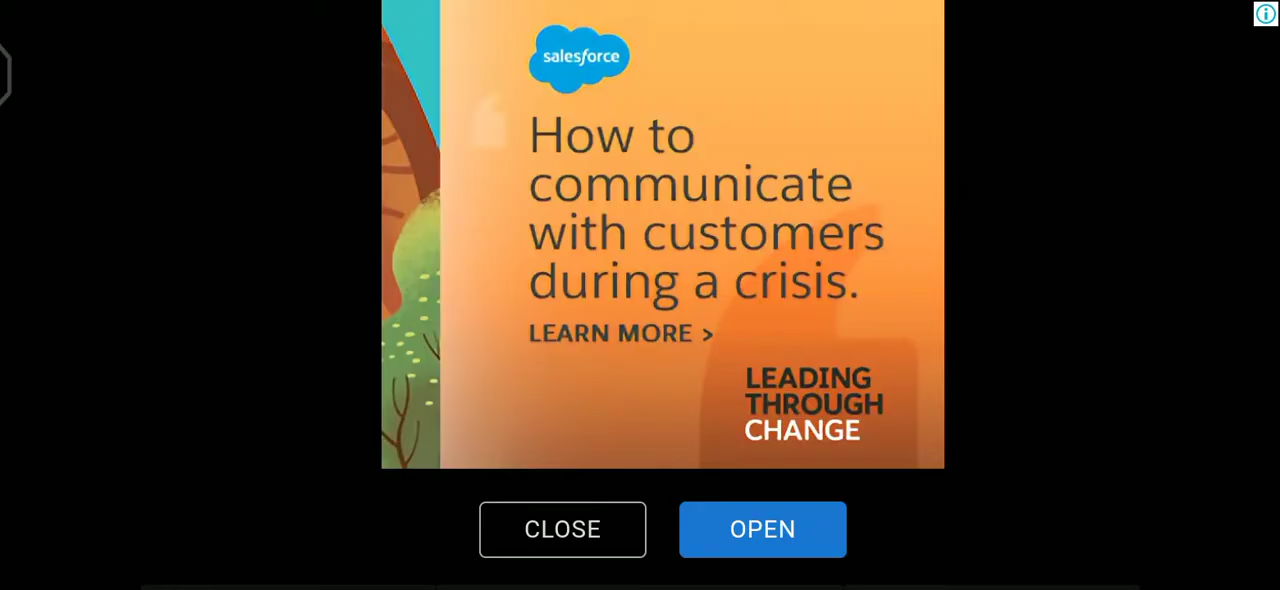 salesforce
How to
communicate
with customers
during a crisis.
LEARN MORE >
LEADING
THROUGH
CHANGE
CLOSE
OPEN